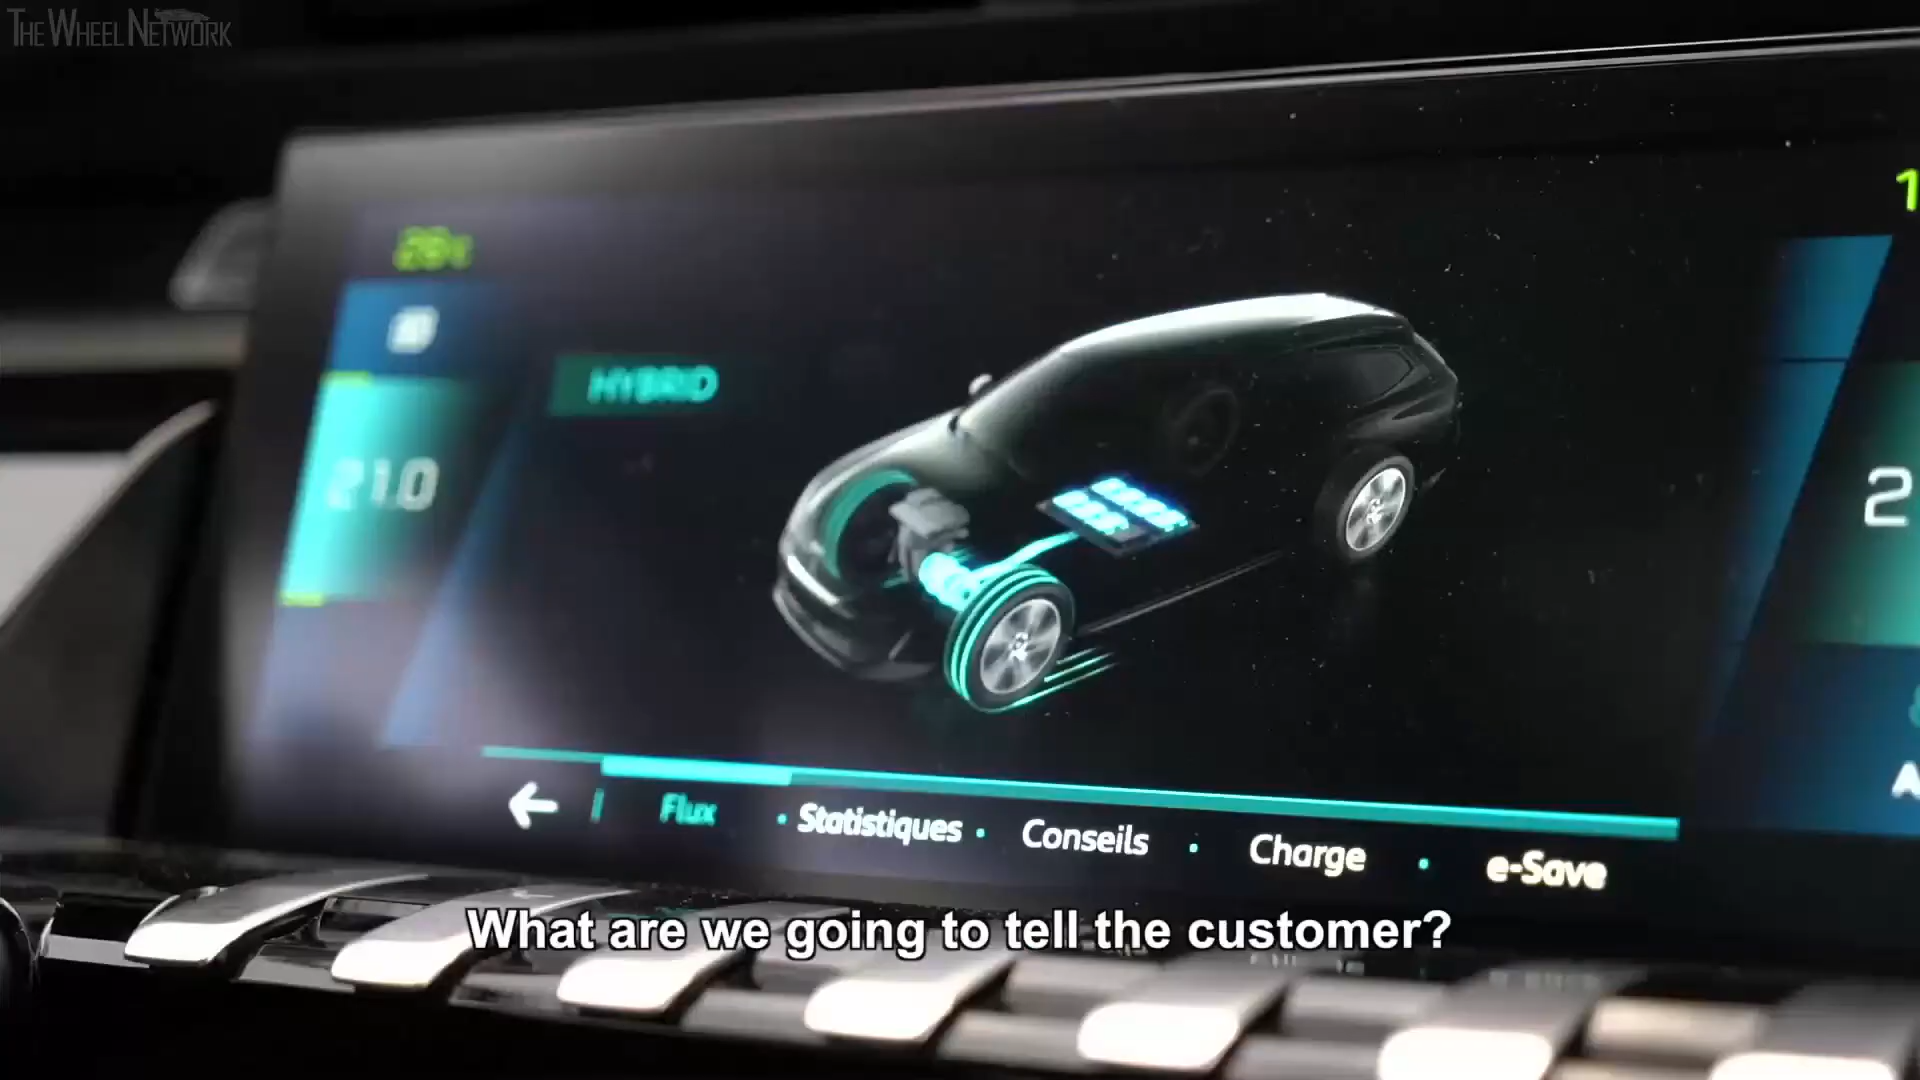 THE WHEEL NETWORK
HYBRID
21.0
Flux · Statistiques · Conseils · Charge · e-Save
What are we going to tell the customer?